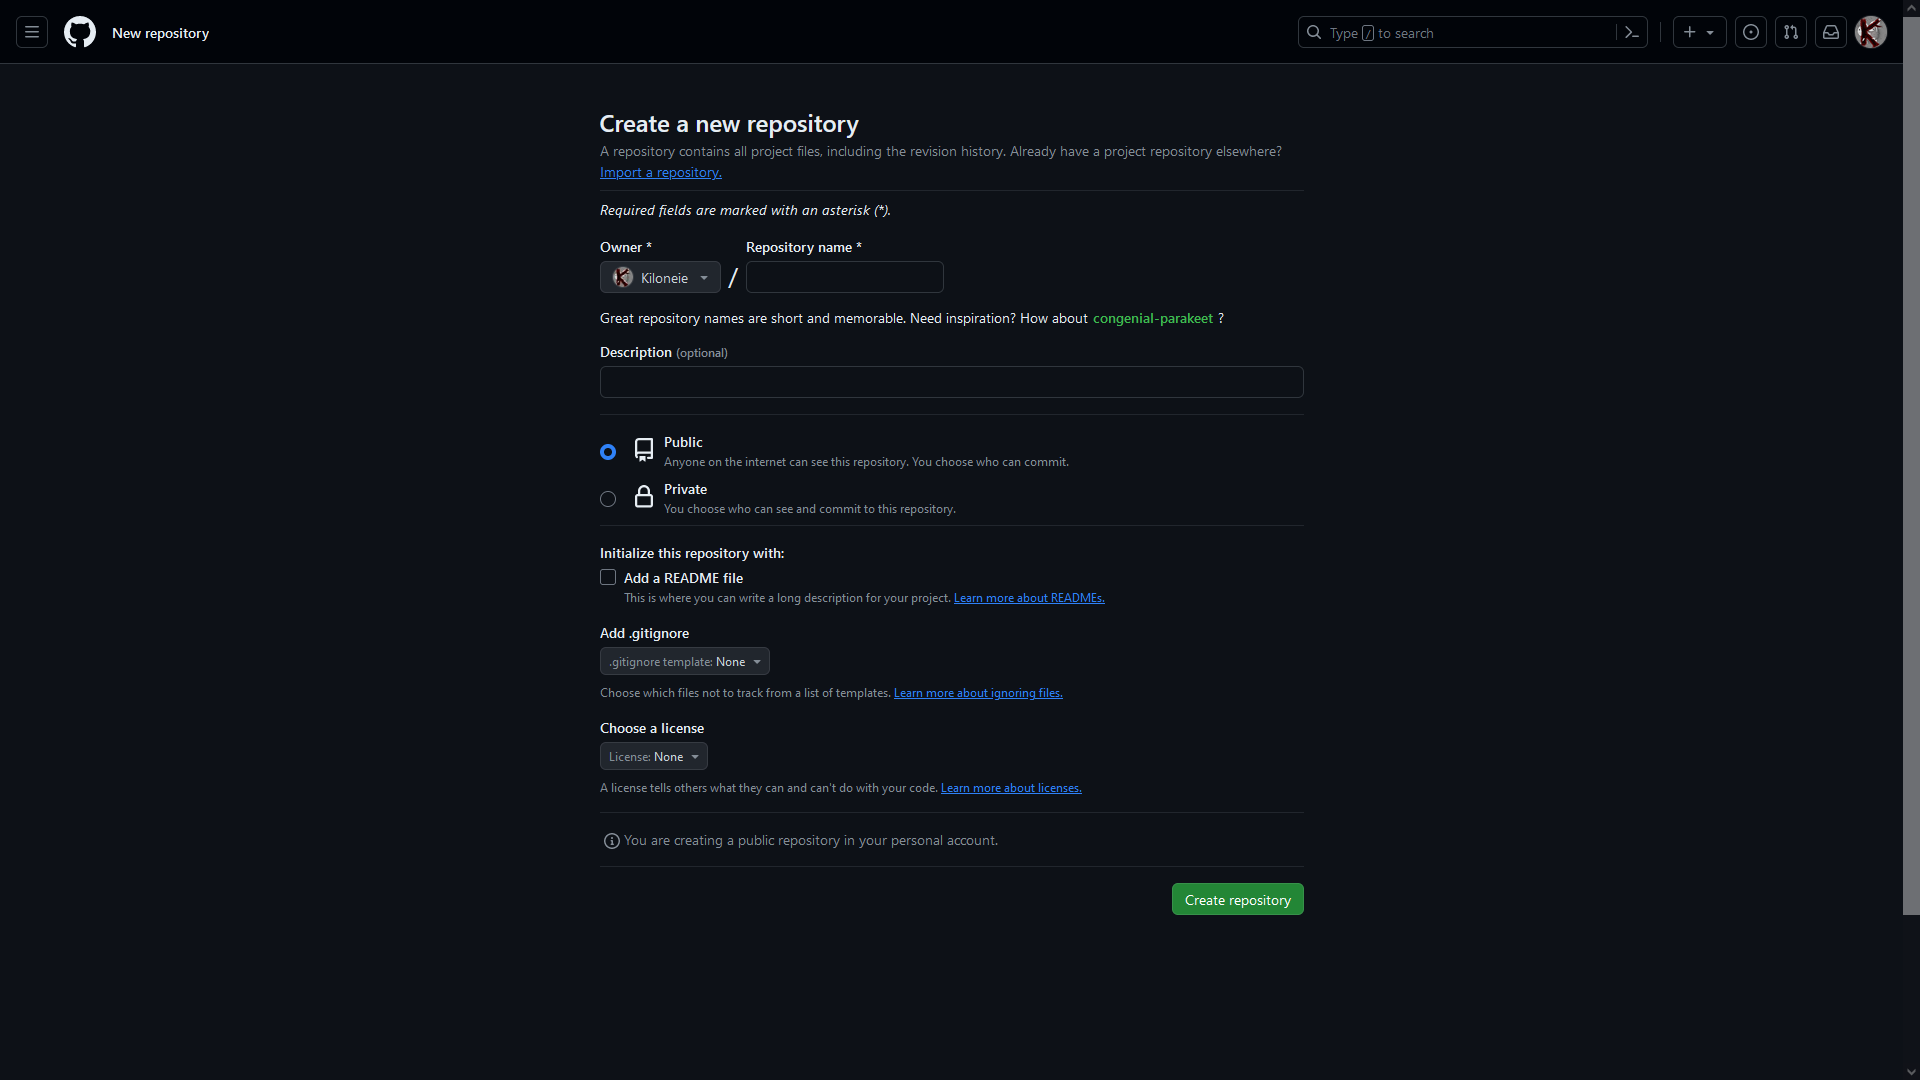 New repository
Type / to search
Create a new repository
A repository contains all project files, including the revision history. Already have a project repository elsewhere?
Import a repository.
Required fields are marked with an asterisk (*).
Owner * Repository name *
Kiloneie /
Great repository names are short and memorable. Need inspiration? How about congenial-parakeet ?
Description (optional)
Public
Anyone on the internet can see this repository. You choose who can commit.
Private
You choose who can see and commit to this repository.
Initialize this repository with:
Add a README file
This is where you can write a long description for your project. Learn more about READMEs.
Add .gitignore
.gitignore template: None
Choose which files not to track from a list of templates. Learn more about ignoring files.
Choose a license
License: None
A license tells others what they can and can't do with your code. Learn more about licenses.
You are creating a public repository in your personal account.
Create repository